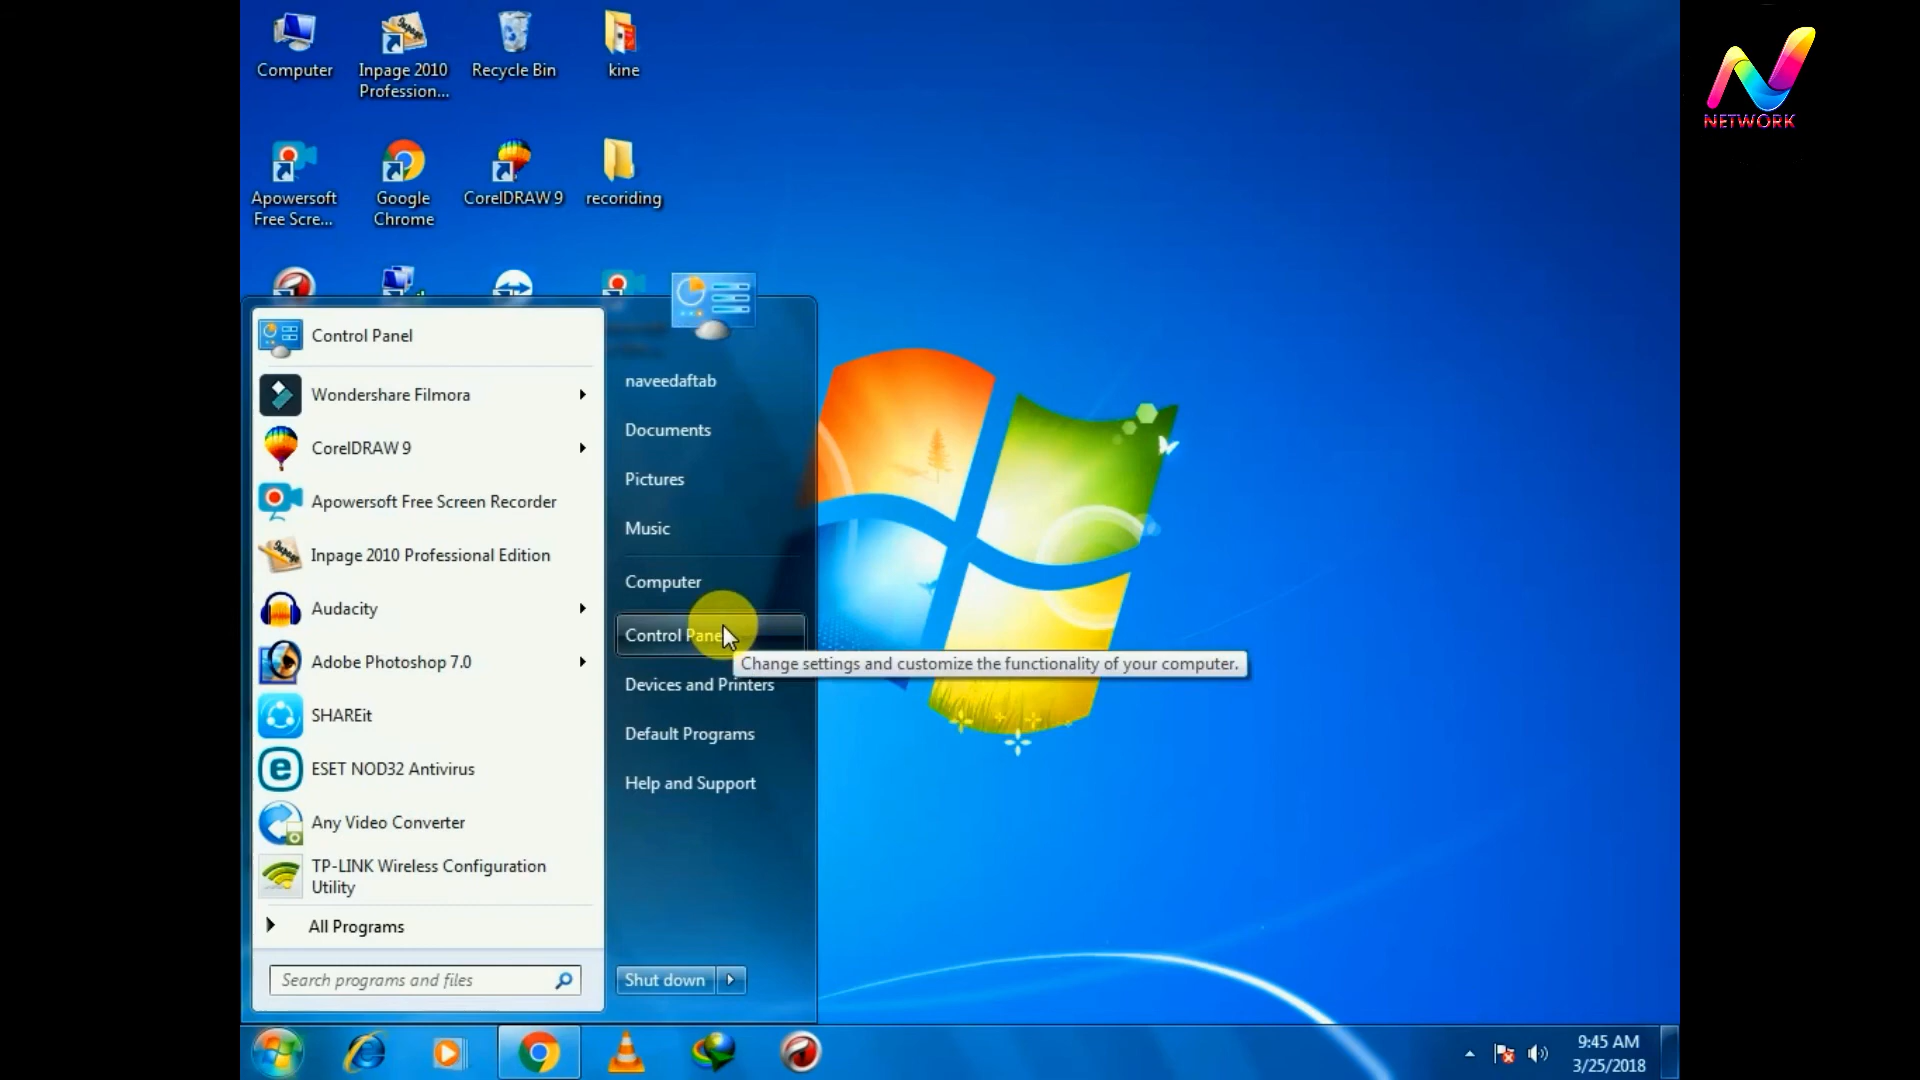 Computer
Inpage 2010
Profession...
Recycle Bin
kine
NETWORK
Apowersoft
Free Scre...
Google
Chrome
CorelDRAW 9
recoriding
Control Panel
Wondershare Filmora
CorelDRAW 9
Apowersoft Free Screen Recorder
Inpage 2010 Professional Edition
Audacity
Adobe Photoshop 7.0
SHAREit
ESET NOD32 Antivirus
Any Video Converter
TP-LINK Wireless Configuration
Utility
All Programs
Search programs and files
naveedaftab
Documents
Pictures
Music
Computer
Control Pane
Change settings and customize the functionality of your computer.
Devices and Printers
Default Programs
Help and Support
Shut down
9:45 AM
3/25/2018